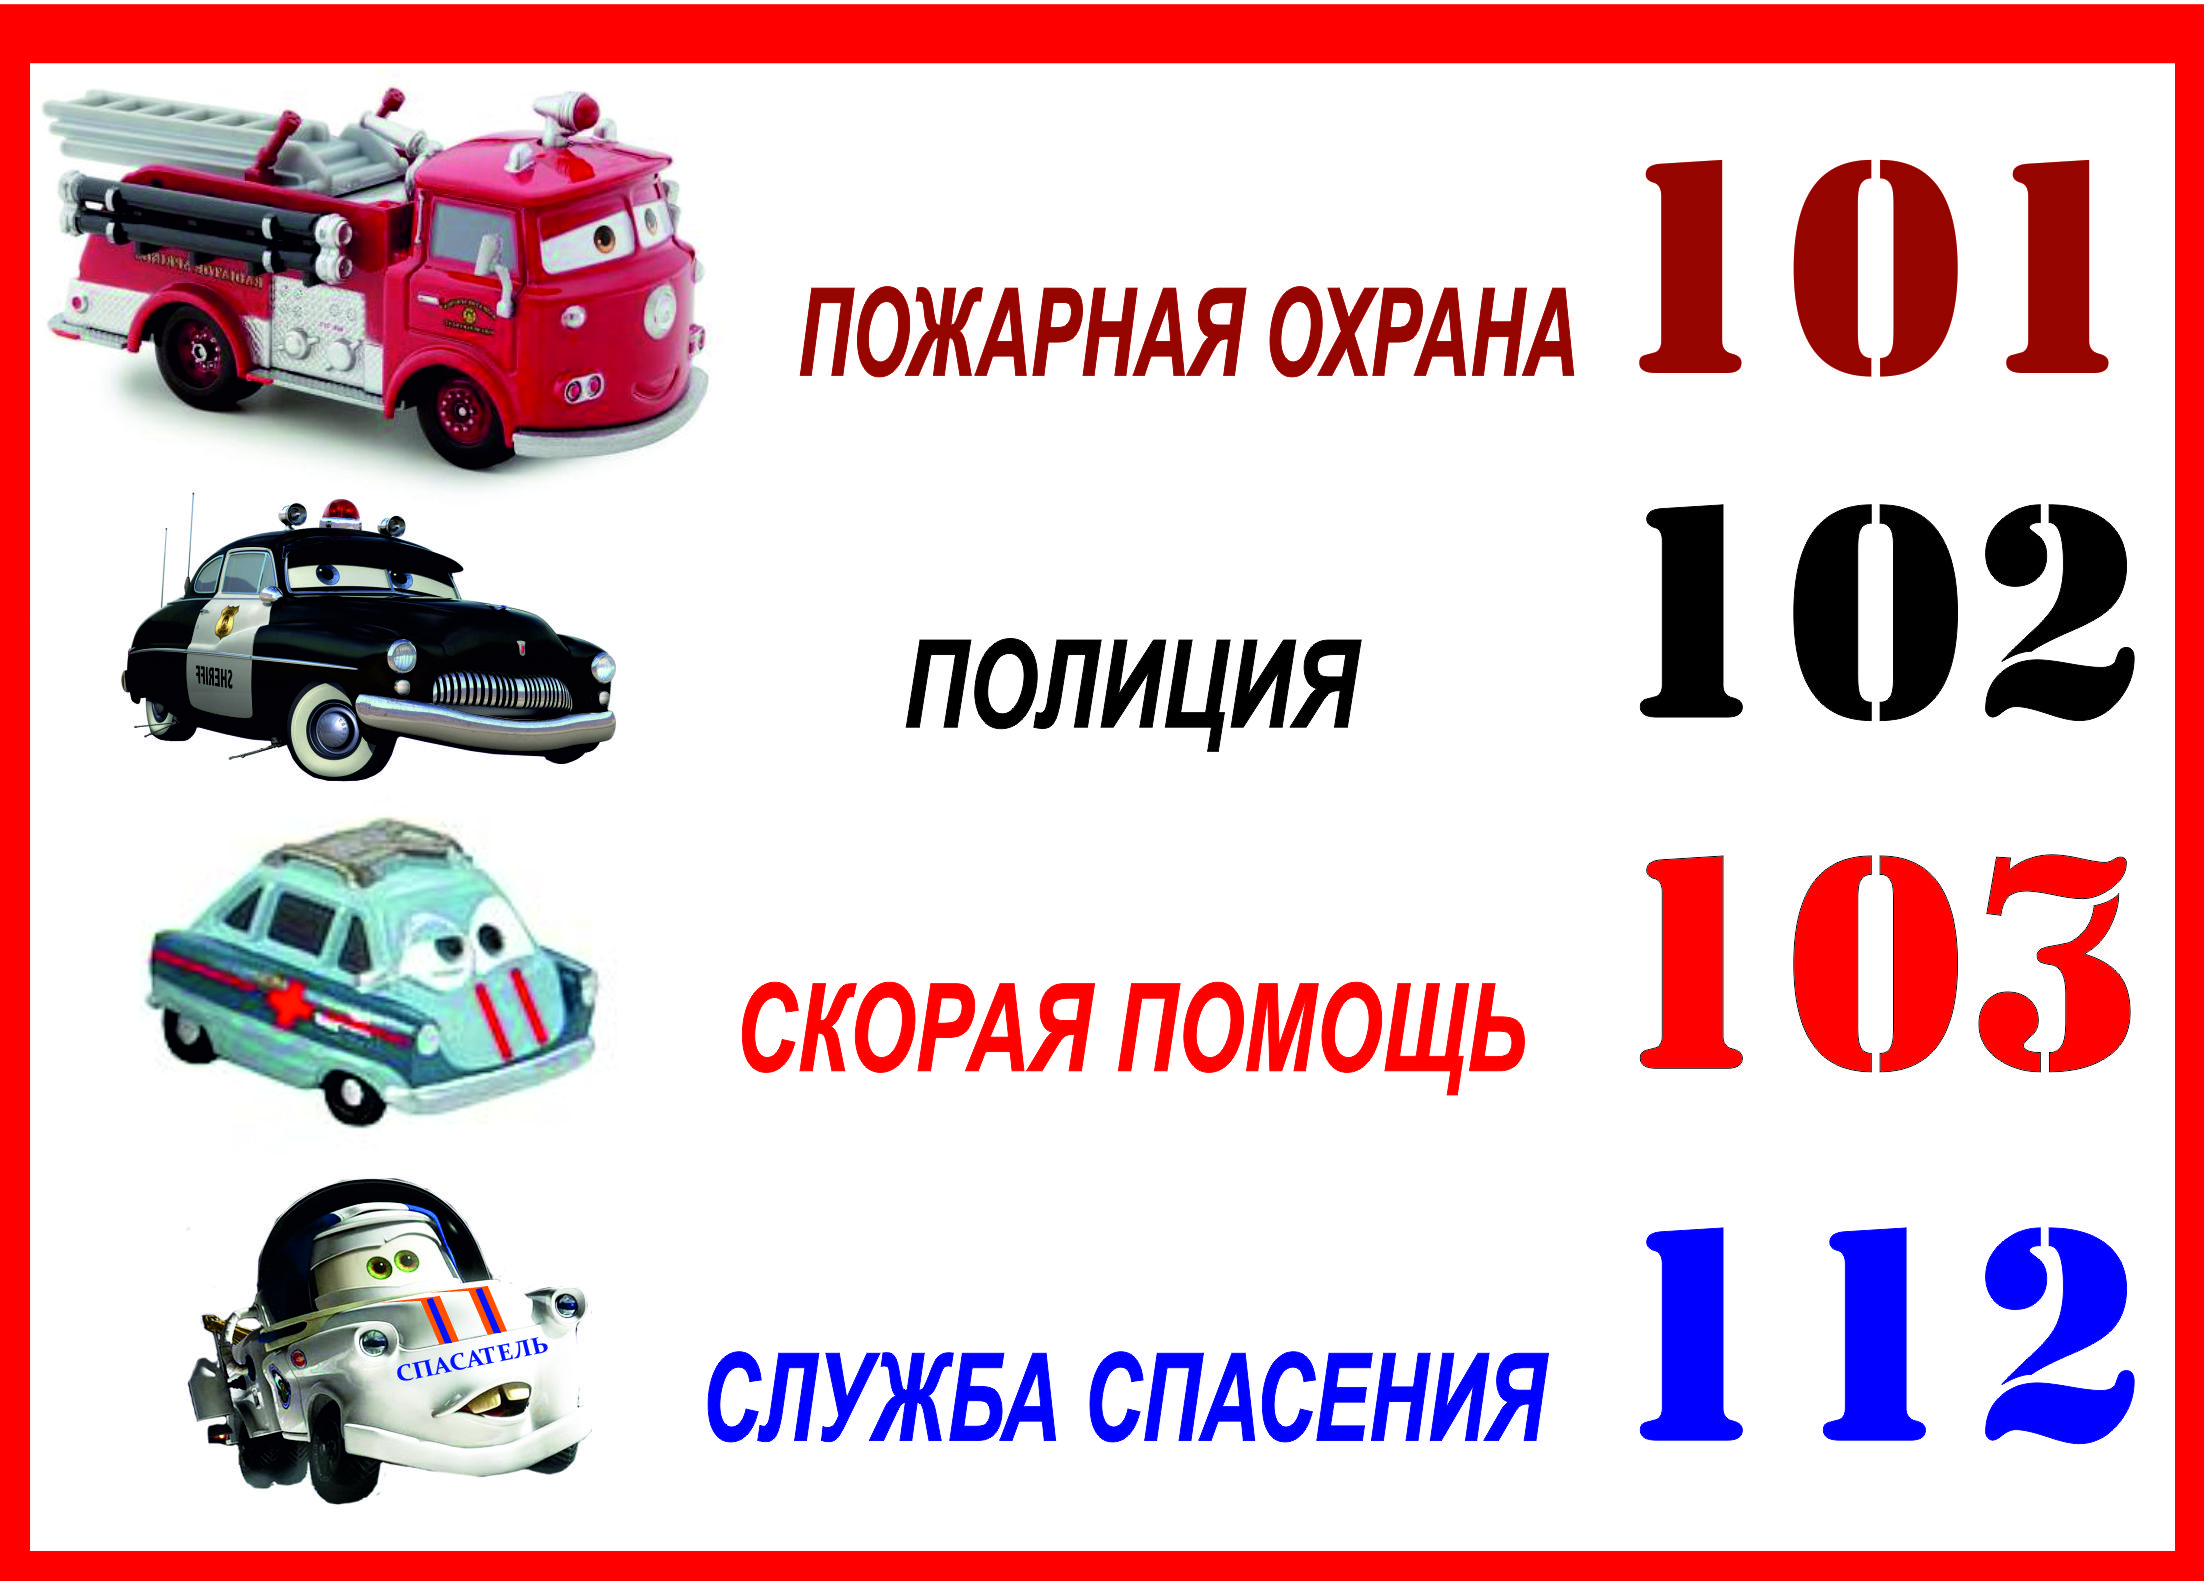 ПОЖАРНАЯ ОХРАНА 101
ПОЛИЦИЯ 102
SHERIFF
СКОРАЯ ПОМОЩЬ 103
СЛУЖБА СПАСЕНИЯ 112
СПАСАТЕЛЬ